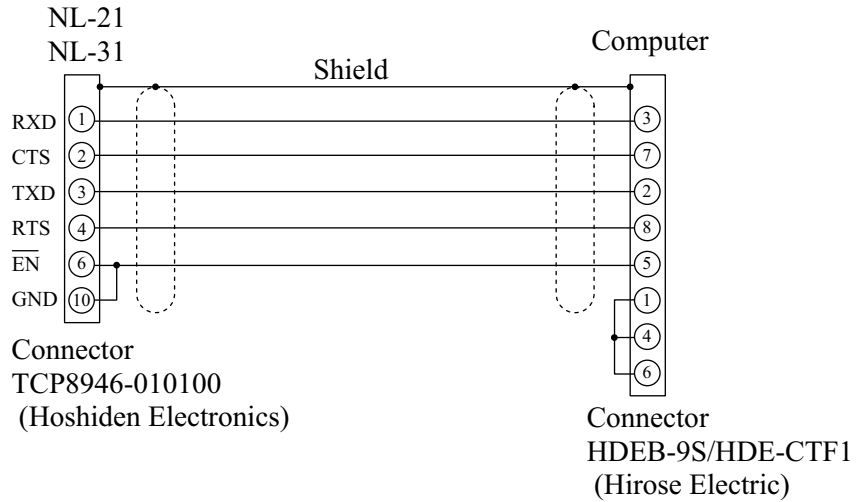 NL-21
NL-31
Computer
Shield
RXD 1
CTS 2
TXD 3
RTS 4
E̅N̅ 6
GND 10
3
7
2
8
5
1
4
6
Connector
TCP8946-010100
(Hoshiden Electronics)
Connector
HDEB-9S/HDE-CTF1
(Hirose Electric)